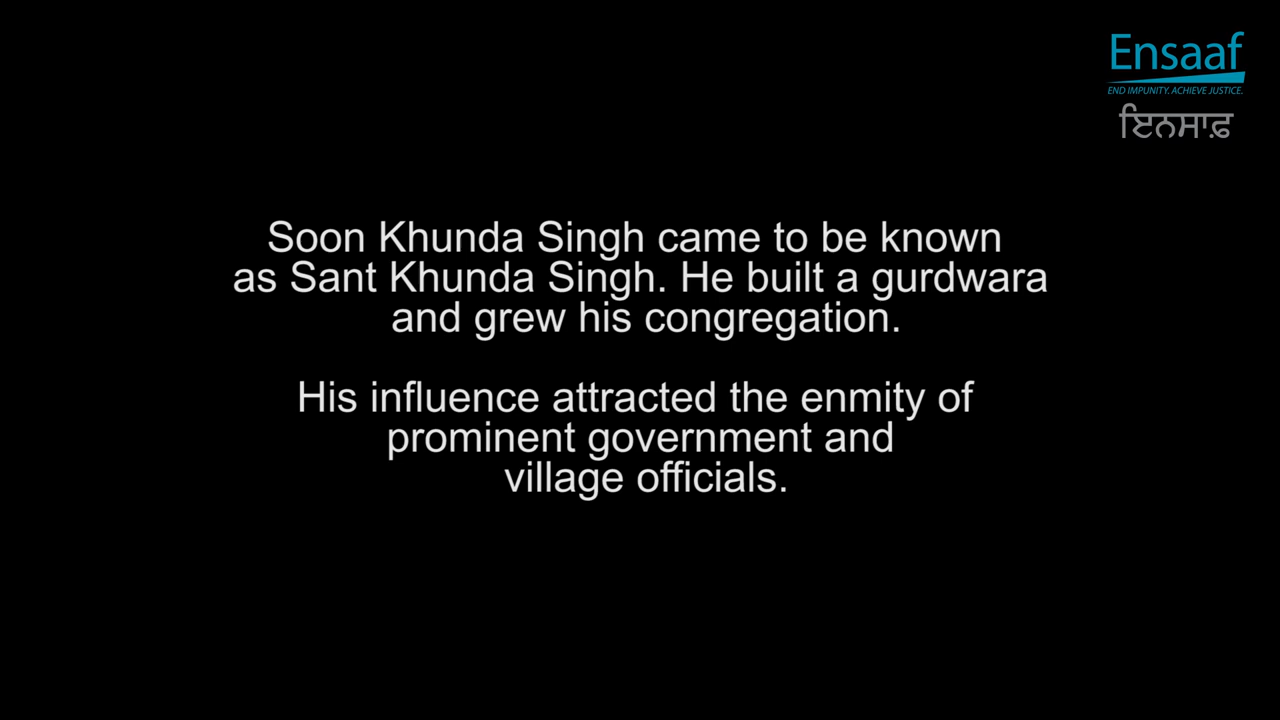 Ensaaf
END IMPUNITY. ACHIEVE JUSTICE.
ਇਨਸਾਫ਼
Soon Khunda Singh came to be known
as Sant Khunda Singh. He built a gurdwara
and grew his congregation.
His influence attracted the enmity of
prominent government and
village officials.